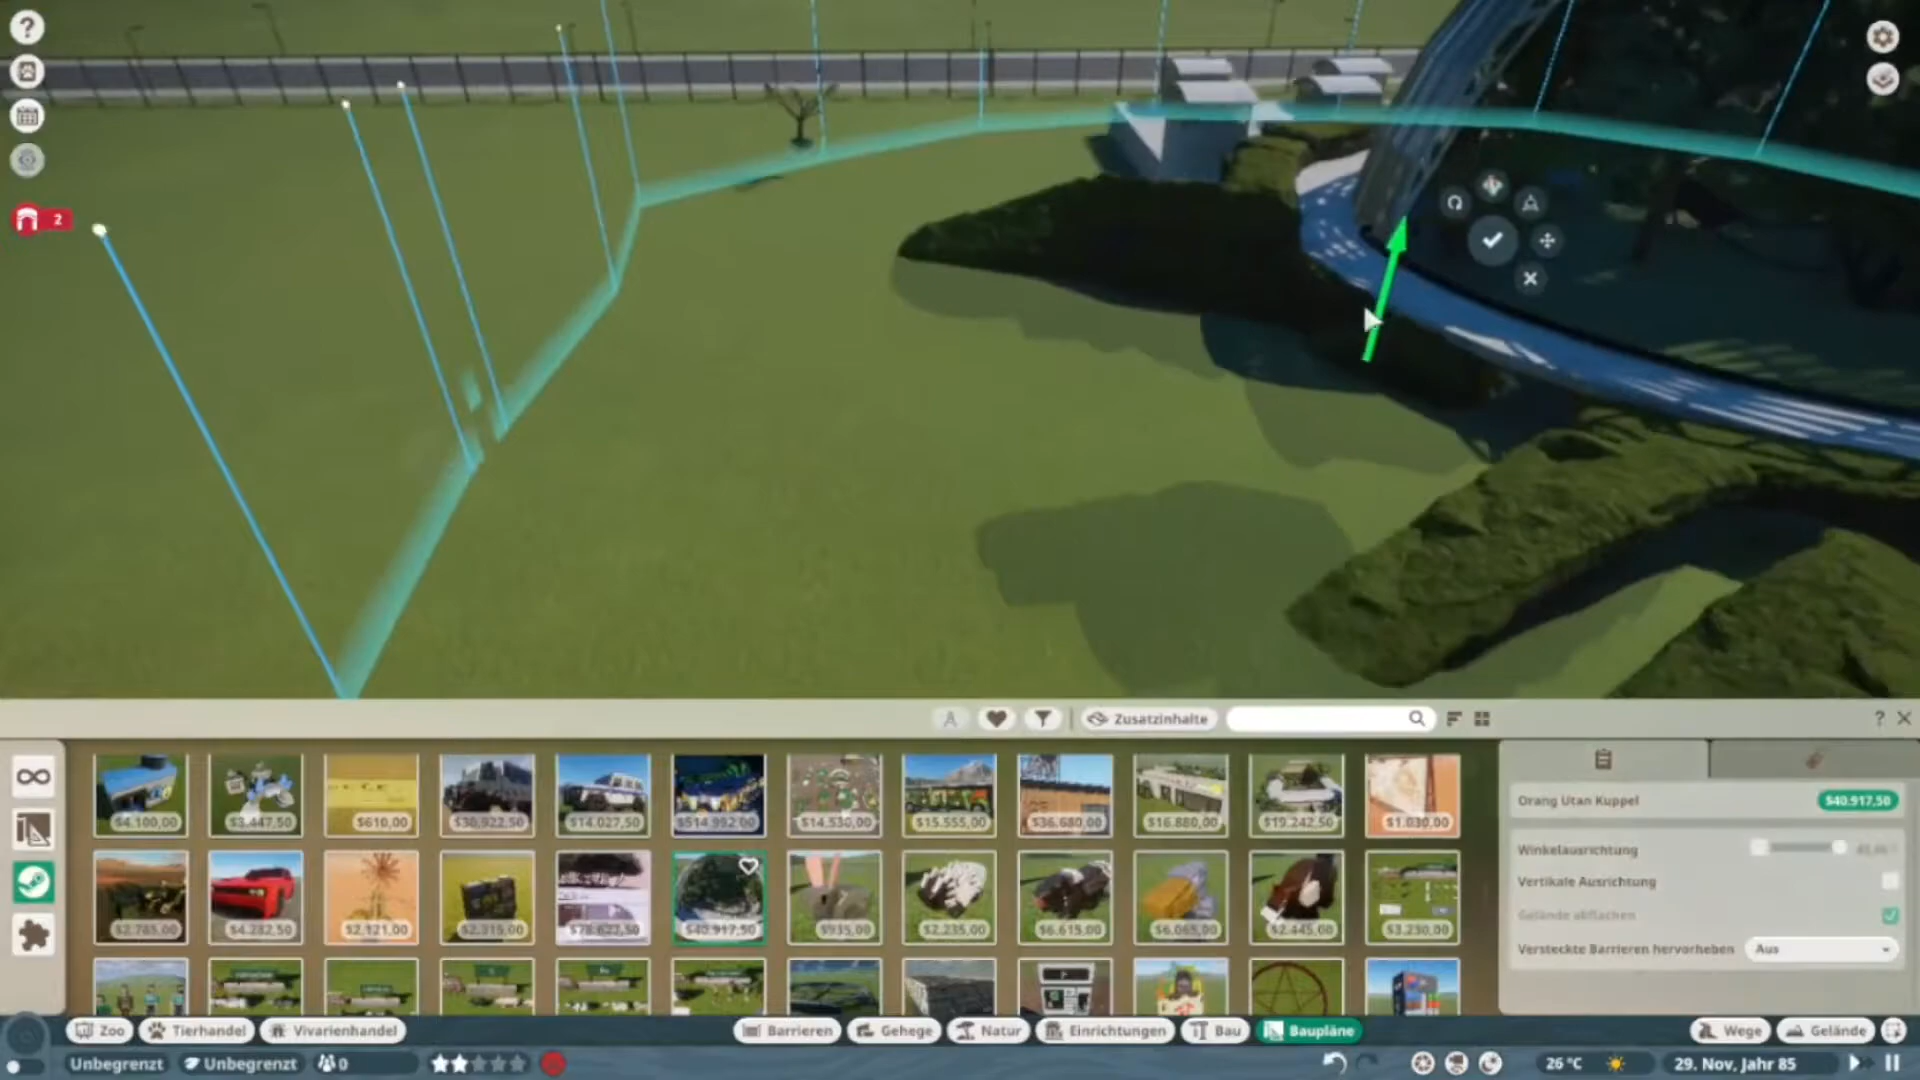 ?
2
Zusatzinhalte
?
$4.100,00
$3.447,50
$610,00
$30.922,50
$14.027,50
$514.992,00
$14.530,00
$15.555,00
$36.680,00
$16.880,00
$19.242,50
$1.030,00
Orang Utan Kuppel
$40.917,50
Winkelausrichtung
Vertikale Ausrichtung
Gelände abflachen
Versteckte Barrieren hervorheben
Aus
$2.785,00
$4.282,50
$2.121,00
$2.315,00
$78.622,50
$40.917,50
$935,00
$2.235,00
$6.615,00
$6.065,00
$2.445,00
$3.230,00
Zoo
Tierhandel
Vivarienhandel
Barrieren
Gehege
Natur
Einrichtungen
Bau
Baupläne
Wege
Gelände
Unbegrenzt
Unbegrenzt
0
26 °C
29. Nov, Jahr 85